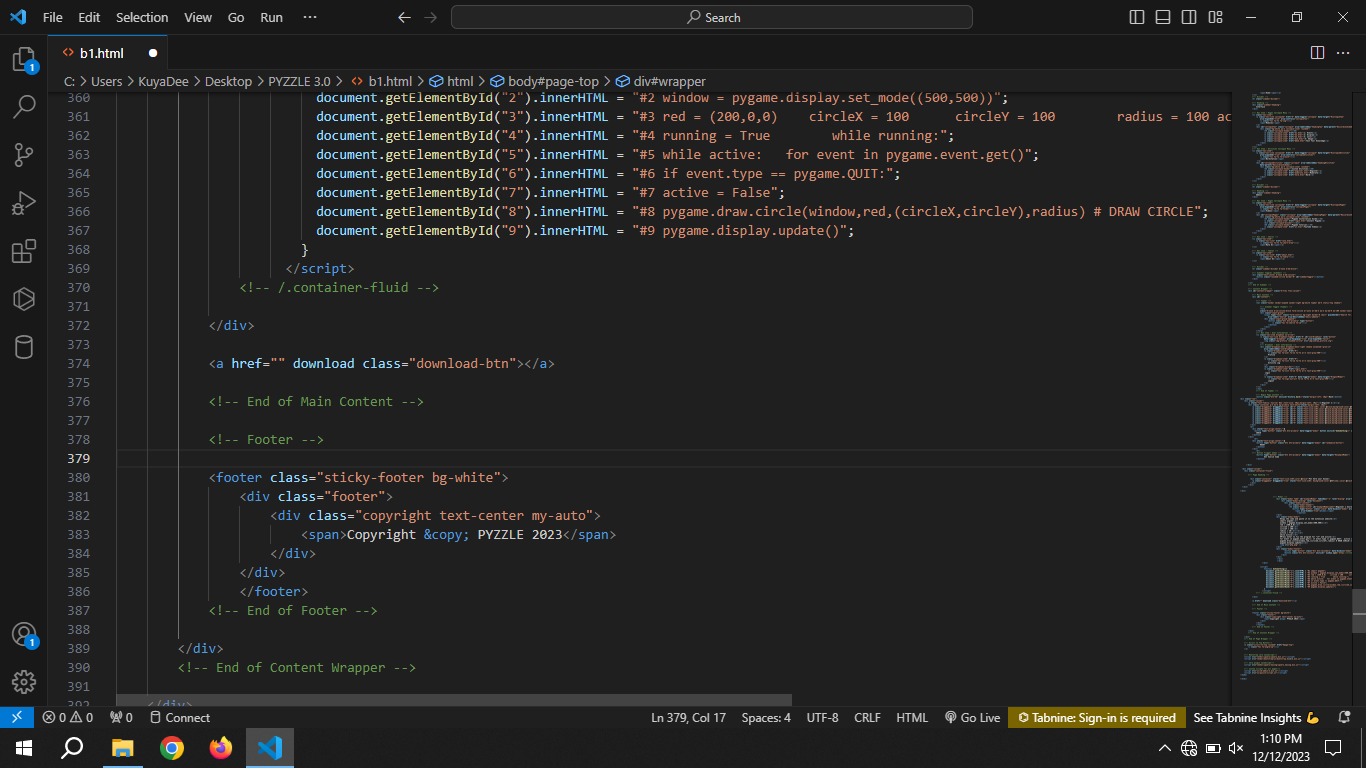 File Edit Selection View Go Run ··· Search
b1.html
C: > Users > KuyaDee > Desktop > PYZZLE 3.0 > b1.html > html > body#page-top > div#wrapper
360 document.getElementById("2").innerHTML = "#2 window = pygame.display.set_mode((500,500))";
361 document.getElementById("3").innerHTML = "#3 red = (200,0,0)    circleX = 100      circleY = 100        radius = 100 ac
362 document.getElementById("4").innerHTML = "#4 running = True        while running:";
363 document.getElementById("5").innerHTML = "#5 while active:   for event in pygame.event.get()";
364 document.getElementById("6").innerHTML = "#6 if event.type == pygame.QUIT:";
365 document.getElementById("7").innerHTML = "#7 active = False";
366 document.getElementById("8").innerHTML = "#8 pygame.draw.circle(window,red,(circleX,circleY),radius) # DRAW CIRCLE";
367 document.getElementById("9").innerHTML = "#9 pygame.display.update()";
368 }
369 </script>
370 <!-- /.container-fluid -->
371
372 </div>
373
374 <a href="" download class="download-btn"></a>
375
376 <!-- End of Main Content -->
377
378 <!-- Footer -->
379
380 <footer class="sticky-footer bg-white">
381 <div class="footer">
382 <div class="copyright text-center my-auto">
383 <span>Copyright &copy; PYZZLE 2023</span>
384 </div>
385 </div>
386 </footer>
387 <!-- End of Footer -->
388
389 </div>
390 <!-- End of Content Wrapper -->
391
392 </div>
0 0 0 Connect Ln 379, Col 17 Spaces: 4 UTF-8 CRLF HTML Go Live Tabnine: Sign-in is required See Tabnine Insights
1:10 PM
12/12/2023